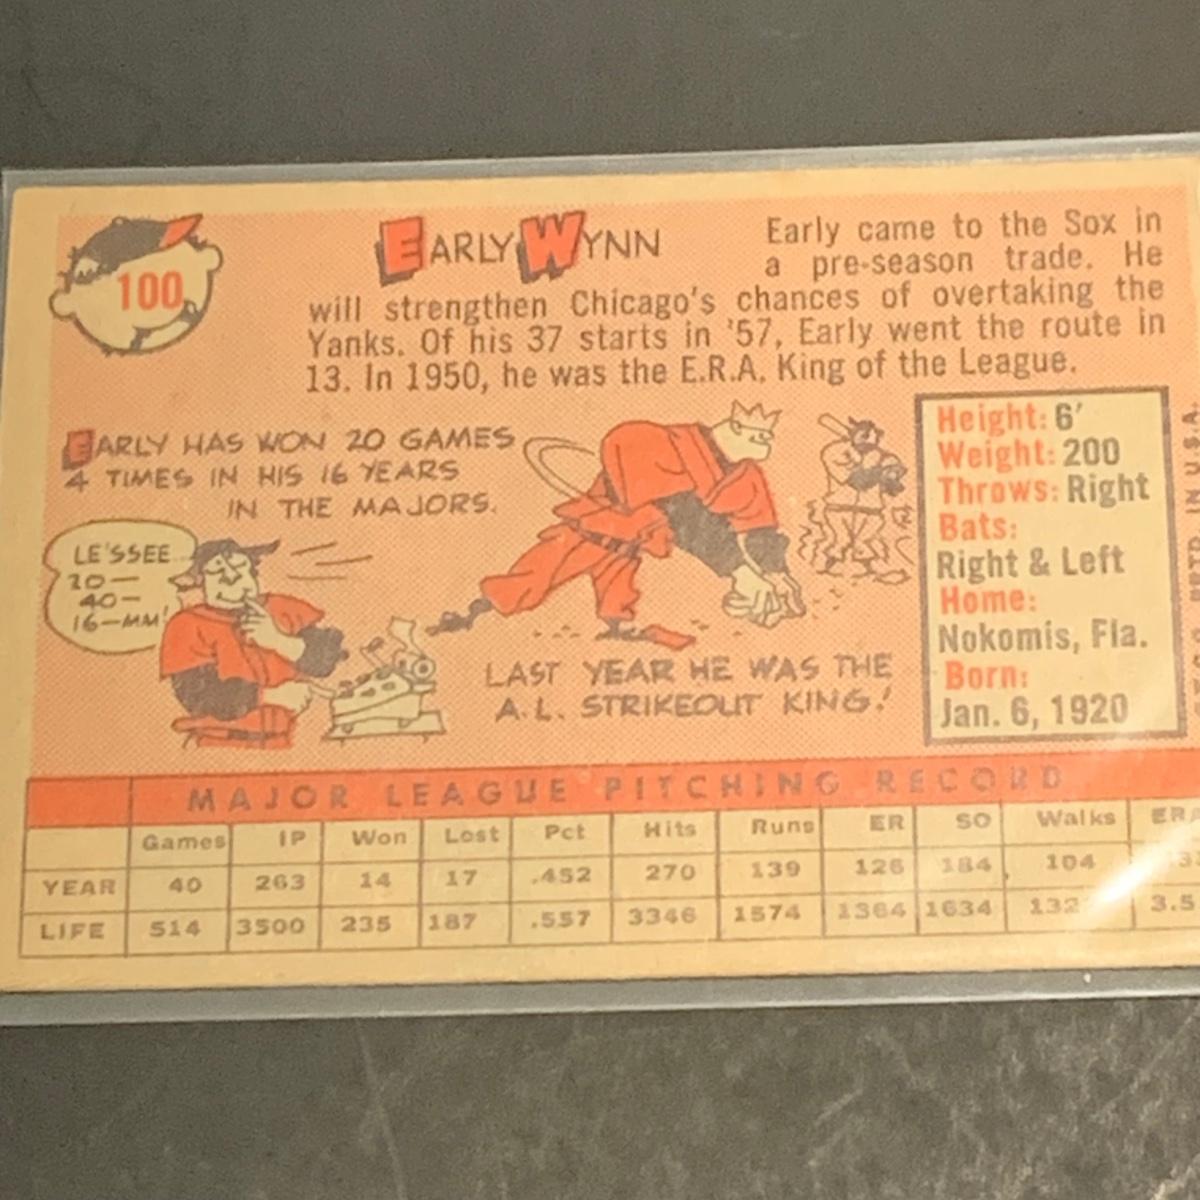 100
EARLY WYNN
Early came to the Sox in
a pre-season trade. He
will strengthen Chicago's chances of overtaking the
Yanks. Of his 37 starts in '57, Early went the route in
13. In 1950, he was the E.R.A. King of the League.
EARLY HAS WON 20 GAMES
4 TIMES IN HIS 16 YEARS
IN THE MAJORS.
LE'SSEE
20—
40—
16—MM!
LAST YEAR HE WAS THE
A.L. STRIKEOUT KING!
Height: 6'
Weight: 200
Throws: Right
Bats:
Right & Left
Home:
Nokomis, Fla.
Born:
Jan. 6, 1920
IN U.S.A.
MAJOR LEAGUE PITCHING RECORD
Games IP Won Lost Pct Hits Runs ER SO Walks ERA
YEAR 40 263 14 17 .452 270 139 126 184 104
LIFE 514 3500 235 187 .557 3346 1574 1364 1634 132 3.5